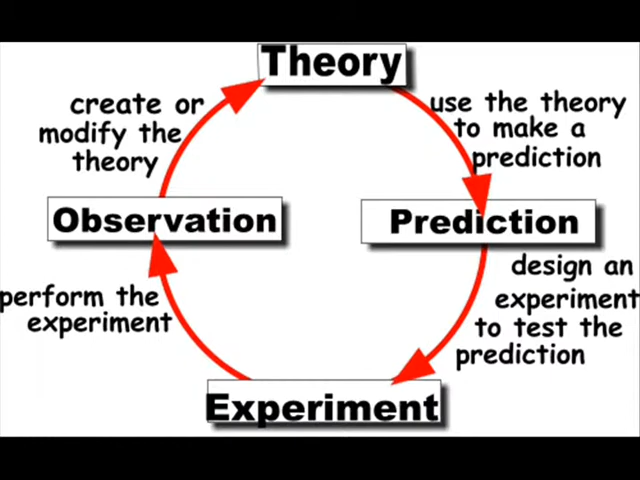 Theory
use the theory
to make a
prediction
Prediction
design an
experiment
to test the
prediction
Experiment
perform the
experiment
Observation
create or
modify the
theory